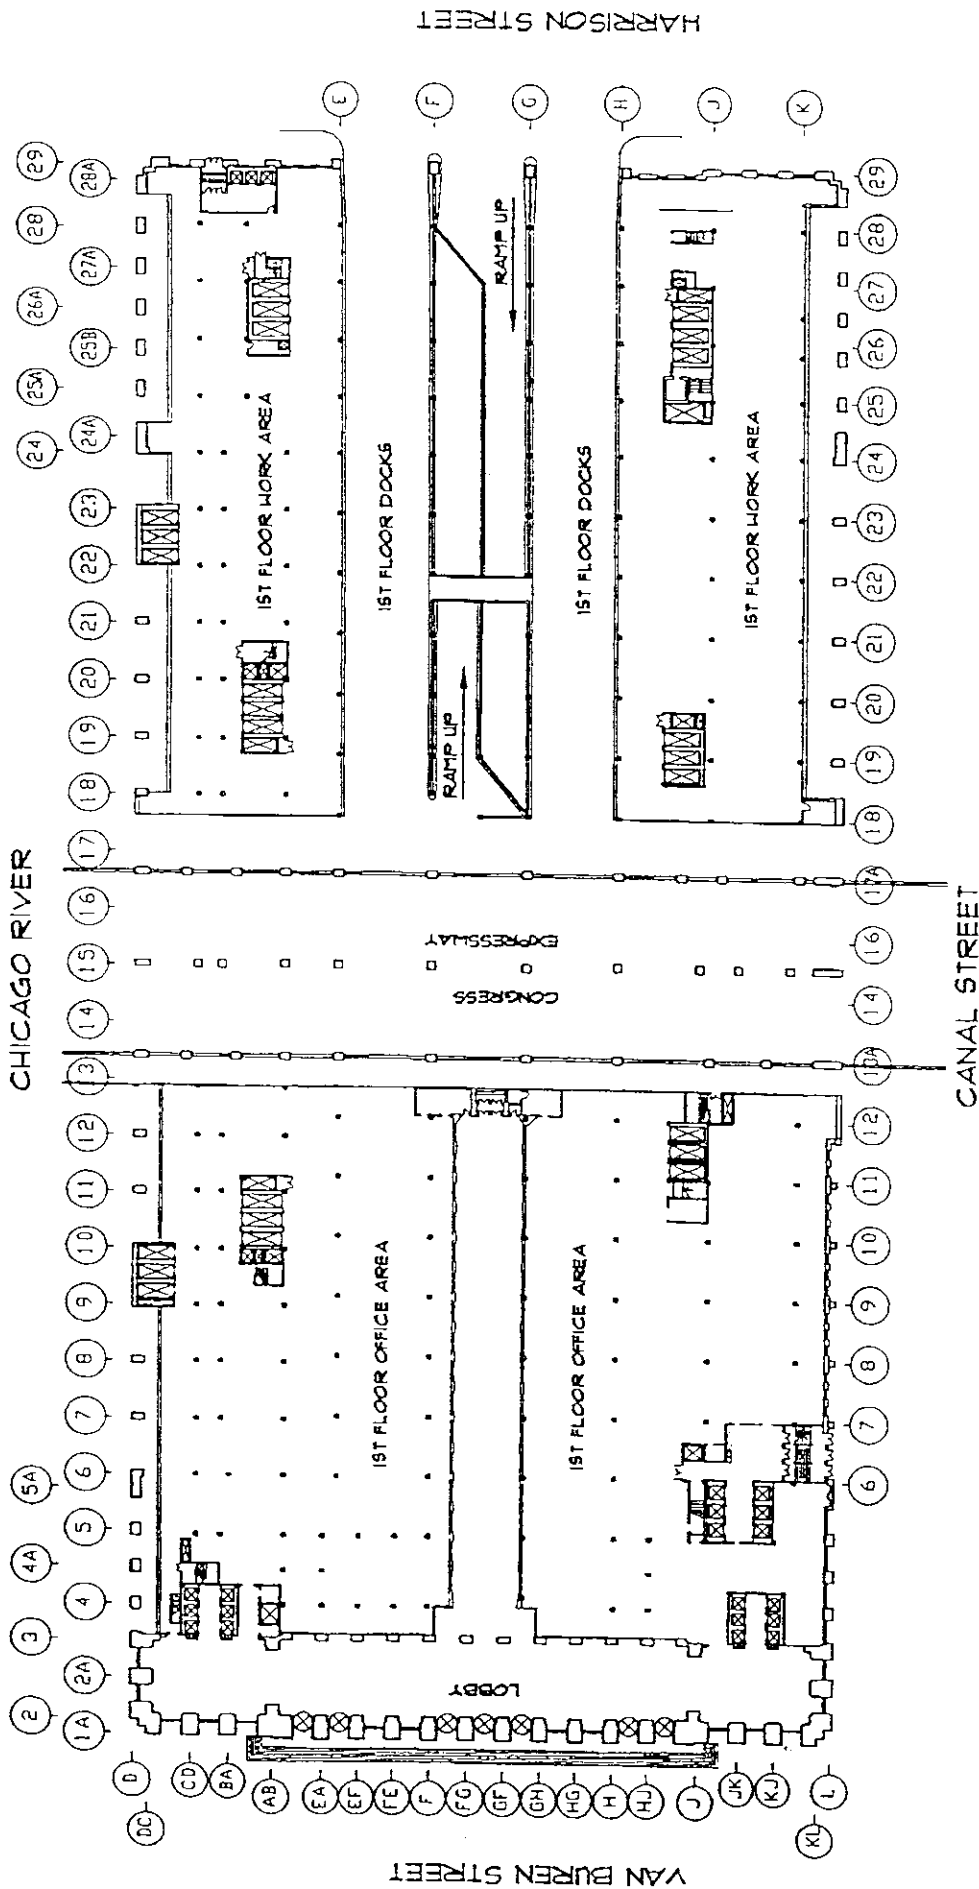 HARRISON STREET
29
28
27A
26A
25B
25A
24
24A
23
22
21
20
19
18
17
16
15
14
13
12
11
10
9
8
7
6
5A
5
4A
4
3
2A
2
1A
28A
E
F
G
H
J
K
1ST FLOOR WORK AREA
1ST FLOOR DOCKS
RAMP UP
RAMP UP
1ST FLOOR DOCKS
1ST FLOOR WORK AREA
29
28
27
26
25
24
23
22
21
20
19
18
17A
16
14
13A
12
11
10
9
8
7
6
CHICAGO RIVER
CONGRESS
EXPRESSWAY
CANAL STREET
1ST FLOOR OFFICE AREA
1ST FLOOR OFFICE AREA
LOBBY
D
DC
CD
BA
AB
EA
EF
FE
F
FG
GF
GH
HG
H
HJ
J
JK
KJ
KL
L
VAN BUREN STREET